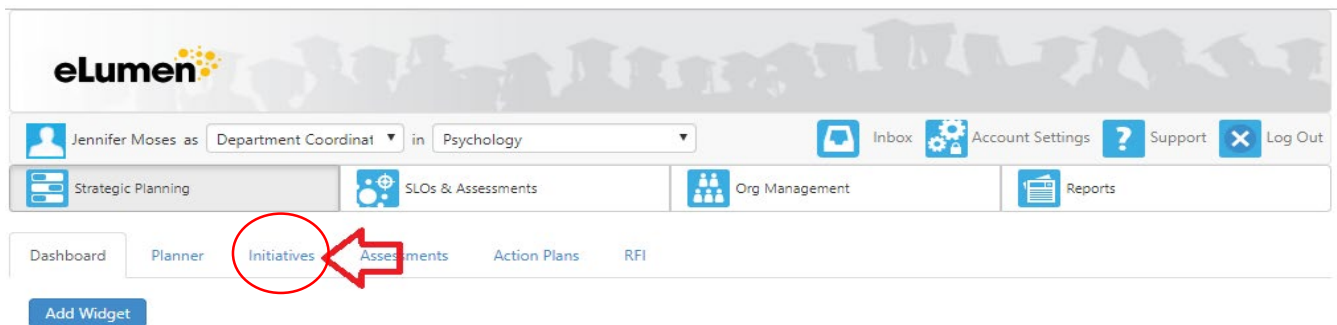 eLumen
Jennifer Moses as Department Coordinat in Psychology Inbox Account Settings ? Support Log Out
Strategic Planning SLOs & Assessments Org Management Reports
Dashboard Planner Initiatives Assessments Action Plans RFI
Add Widget